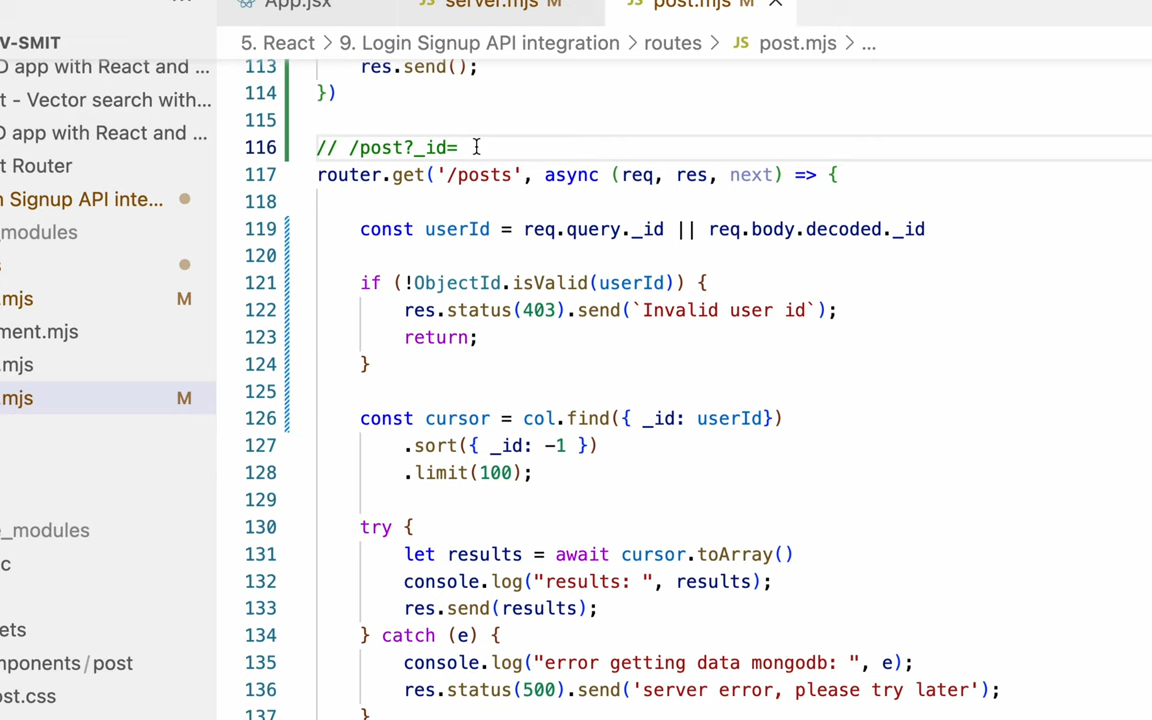 App.jsx JS server.mjs M JS post.mjs M
V-SMIT
5. React > 9. Login Signup API integration > routes > JS post.mjs > ...
D app with React and ...
t - Vector search with...
D app with React and ...
t Router
n Signup API inte...
_modules
s
.mjs M
ment.mjs
.mjs
.mjs M
e_modules
c
ets
mponents/post
ost.css
113 res.send();
114 })
115
116 // /post?_id=
117 router.get('/posts', async (req, res, next) => {
118
119 const userId = req.query._id || req.body.decoded._id
120
121 if (!ObjectId.isValid(userId)) {
122 res.status(403).send(`Invalid user id`);
123 return;
124 }
125
126 const cursor = col.find({ _id: userId})
127 .sort({ _id: -1 })
128 .limit(100);
129
130 try {
131 let results = await cursor.toArray()
132 console.log("results: ", results);
133 res.send(results);
134 } catch (e) {
135 console.log("error getting data mongodb: ", e);
136 res.status(500).send('server error, please try later');
137 }